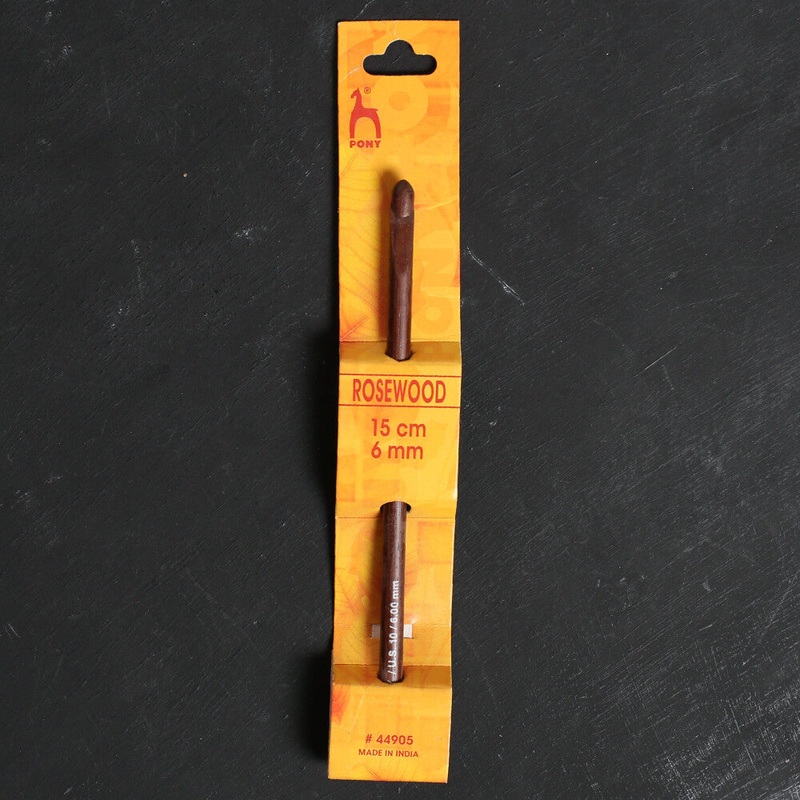 ®
PONY
ROSEWOOD
15 cm
6 mm
/ U.S. 10 / 6.00 mm
# 44905
MADE IN INDIA